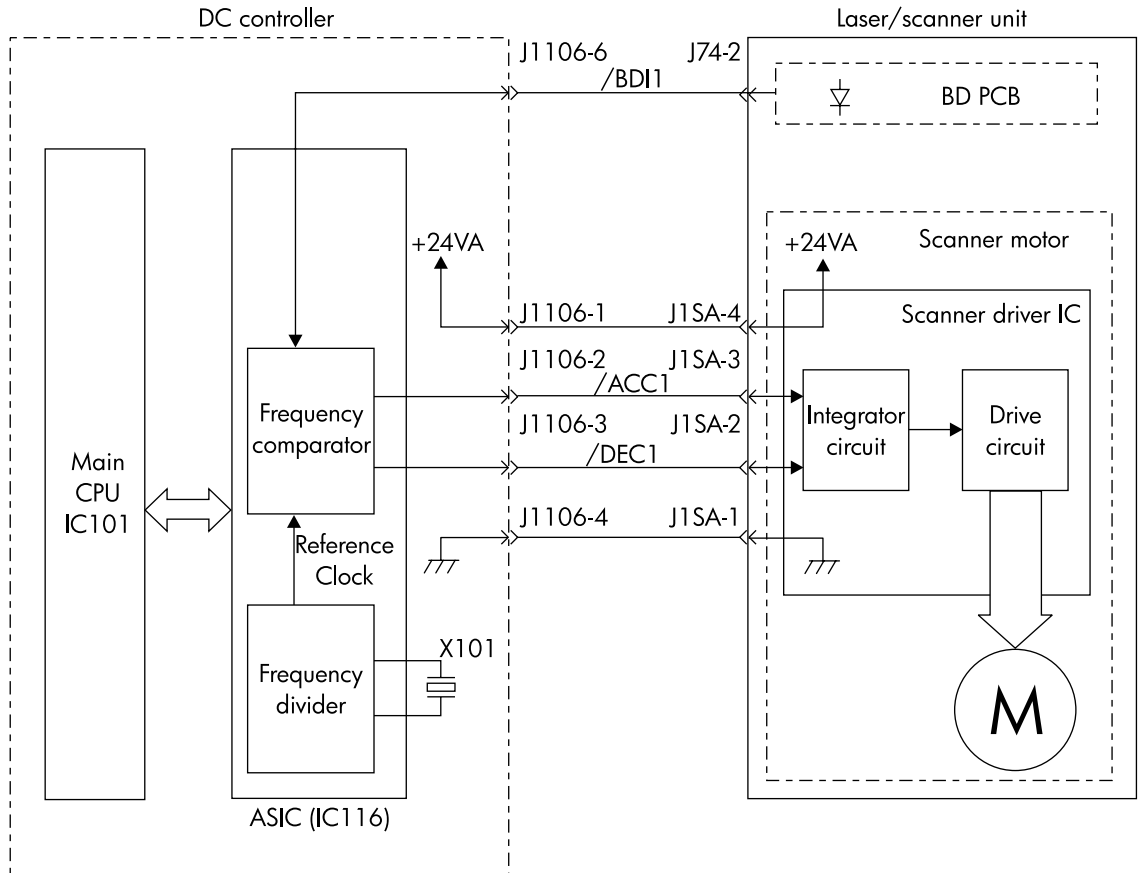 DC controller
Laser/scanner unit
J1106-6
J74-2
/BDI1
BD PCB
+24VA
+24VA
Scanner motor
J1106-1
J1SA-4
Scanner driver IC
J1106-2
J1SA-3
/ACC1
Frequency
comparator
Integrator
circuit
Drive
circuit
J1106-3
J1SA-2
/DEC1
Main
CPU
IC101
J1106-4
J1SA-1
Reference
Clock
X101
Frequency
divider
M
ASIC (IC116)